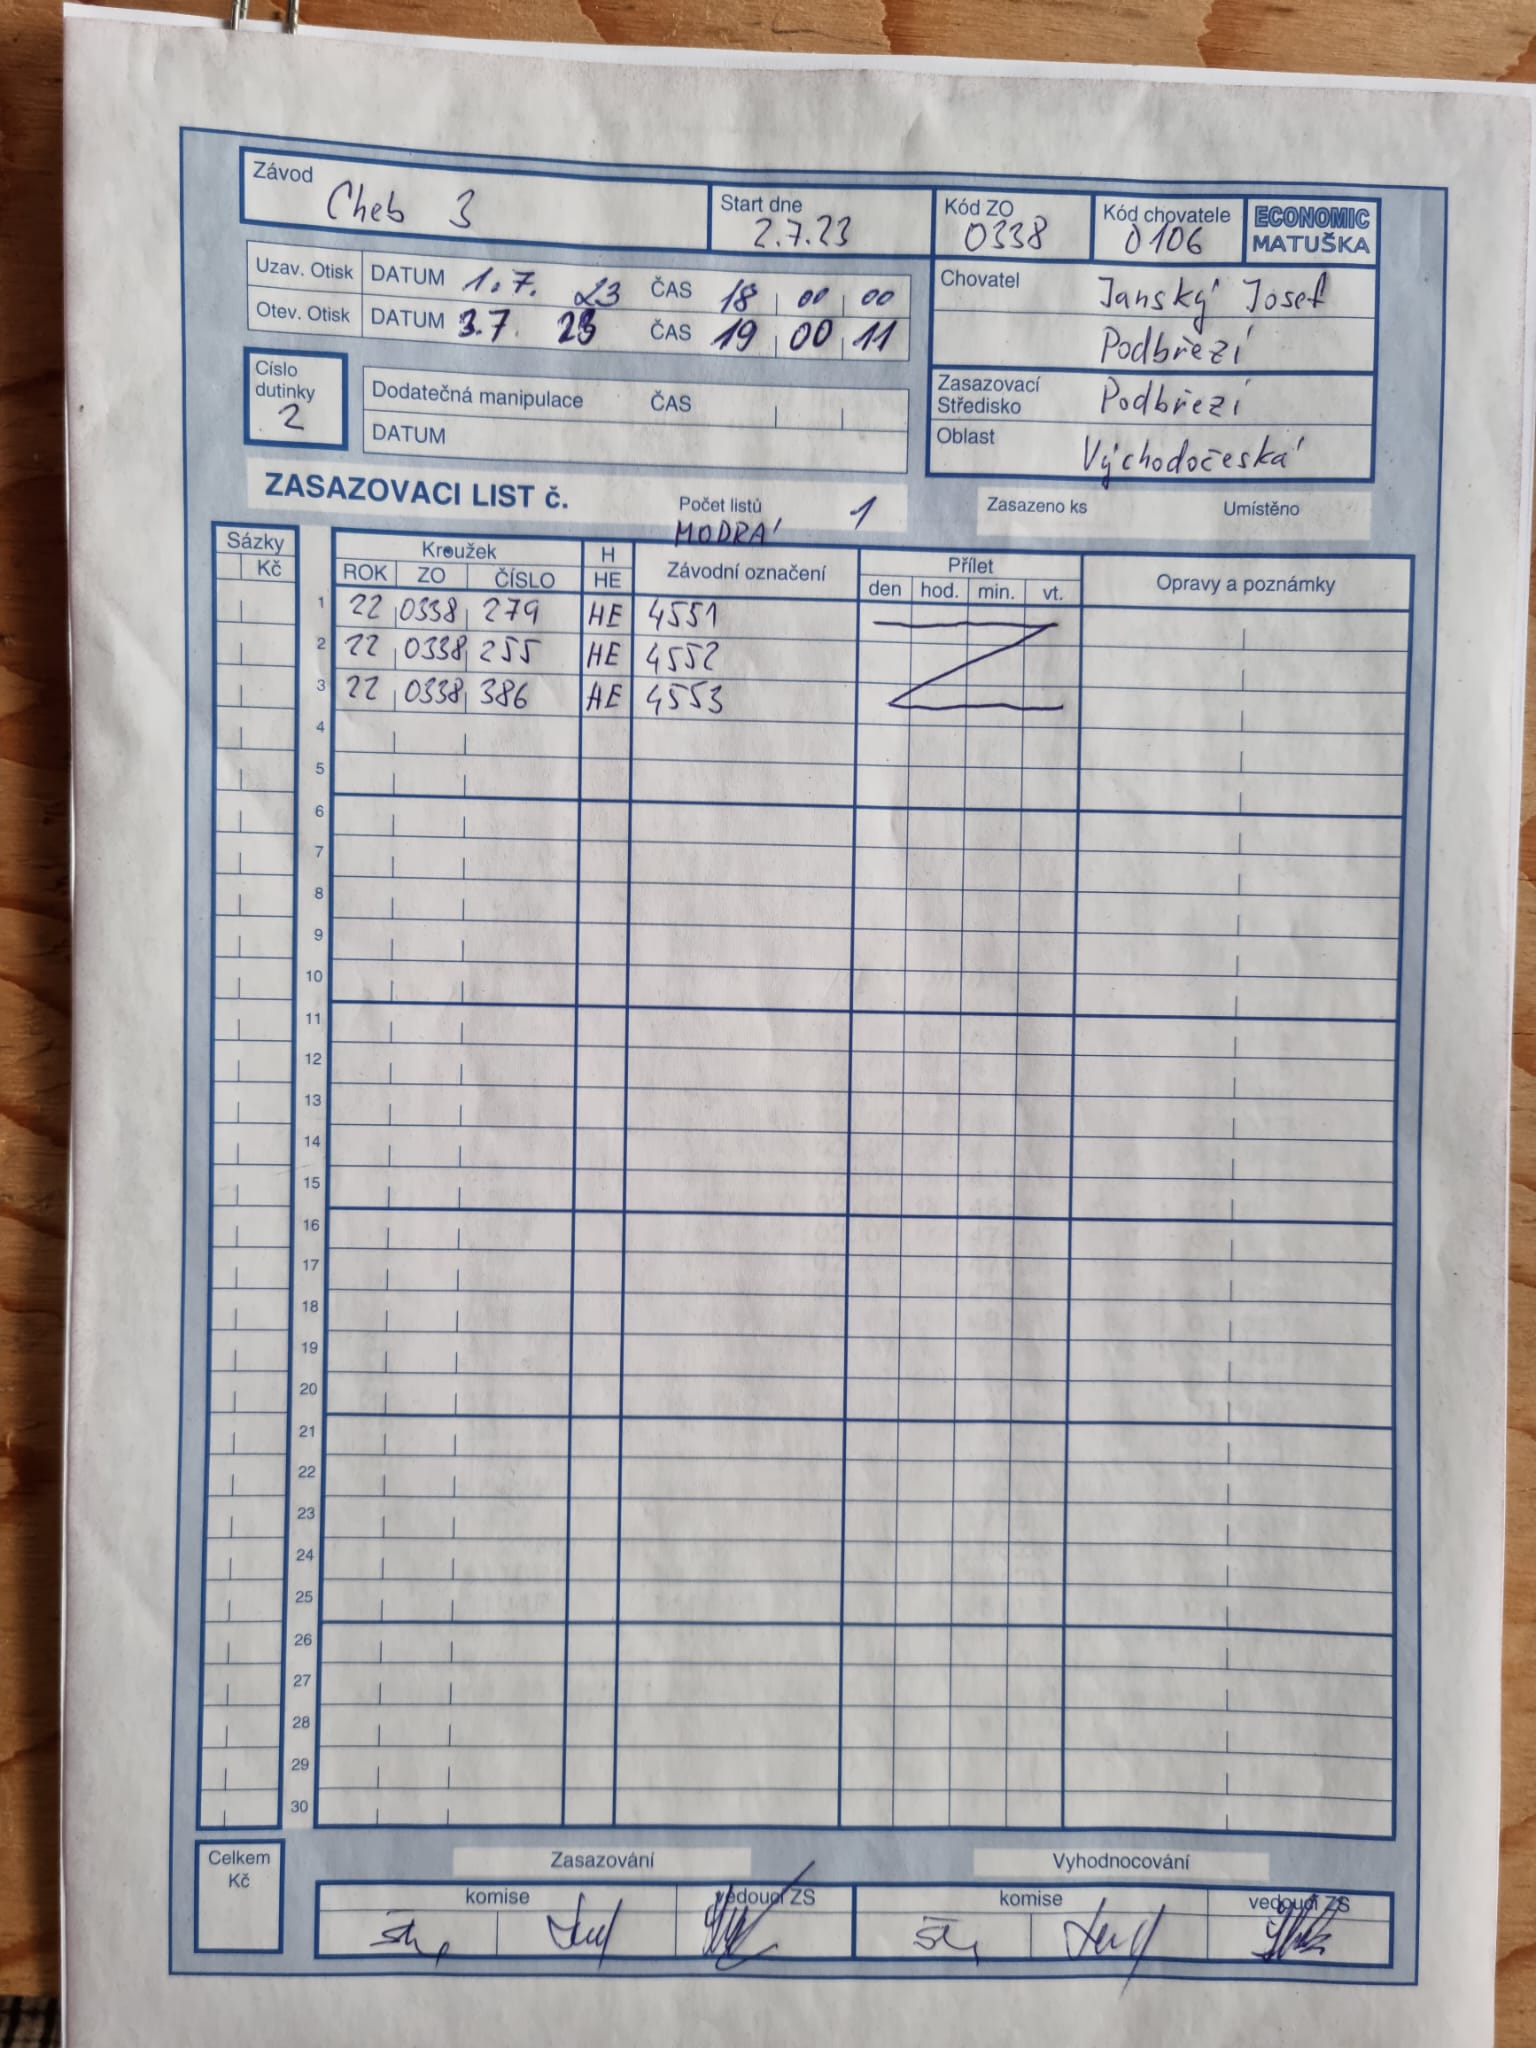 Závod Cheb 3
Start dne 2.7.23
Kód ZO 0338
Kód chovatele 0106
ECONOMIC MATUŠKA
Uzav. Otisk DATUM 1.7. 23 ČAS 18 00 00
Otev. Otisk DATUM 3.7. 23 ČAS 19 00 11
Chovatel Janský Josef
Podbřezí
Číslo dutinky 2
Dodatečná manipulace ČAS
DATUM
Zasazovací Středisko Podbřezí
Oblast Východočeská
ZASAZOVACI LIST č.
Počet listů 1
MODRÁ
Zasazeno ks Umístěno
Sázky Kroužek H Závodní označení Přílet Opravy a poznámky
Kč ROK ZO ČÍSLO HE den hod. min. vt.
1 22 0338 279 HE 4551
2 22 0338 255 HE 4552
3 22 0338 386 HE 4553
4
5
6
7
8
9
10
11
12
13
14
15
16
17
18
19
20
21
22
23
24
25
26
27
28
29
30
Celkem Kč
Zasazování Vyhodnocování
komise vedoucí ZS komise vedoucí ZS